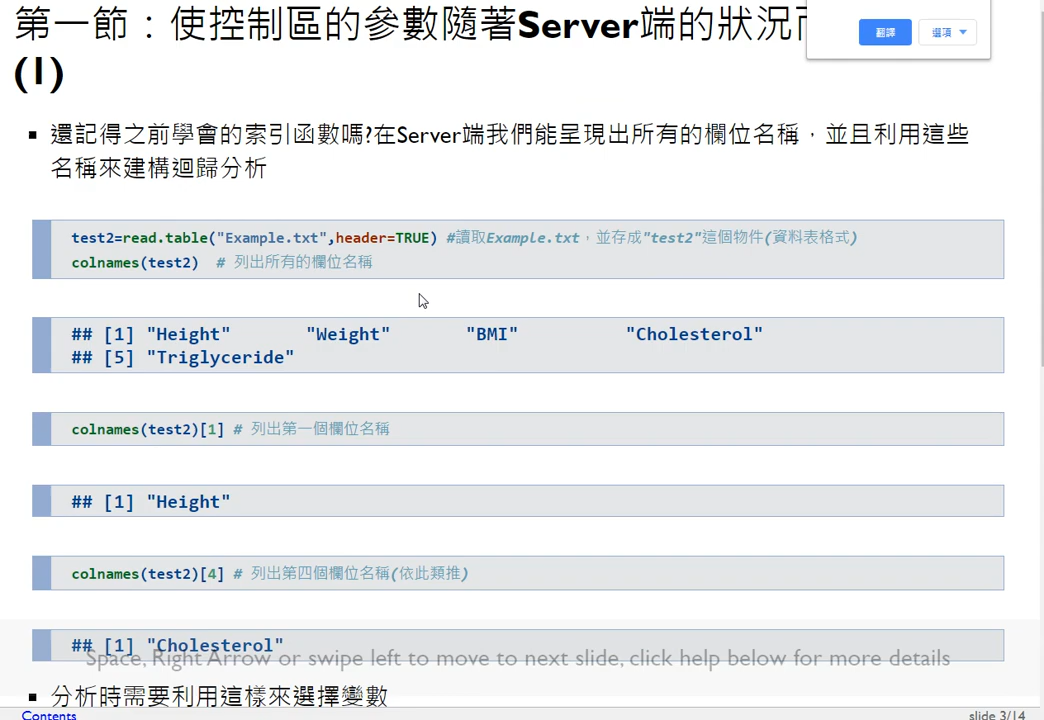 第一節：使控制區的參數隨著Server端的狀況
(1)
翻譯
選項
▪ 還記得之前學會的索引函數嗎?在Server端我們能呈現出所有的欄位名稱，並且利用這些
名稱來建構迴歸分析
test2=read.table("Example.txt",header=TRUE) #讀取Example.txt，並存成"test2"這個物件(資料表格式)
colnames(test2)  # 列出所有的欄位名稱
## [1] "Height"       "Weight"       "BMI"          "Cholesterol"
## [5] "Triglyceride"
colnames(test2)[1] # 列出第一個欄位名稱
## [1] "Height"
colnames(test2)[4] # 列出第四個欄位名稱(依此類推)
## [1] "Cholesterol"
Space, Right Arrow or swipe left to move to next slide, click help below for more details
▪ 分析時需要利用這樣來選擇變數
Contents
slide 3/14